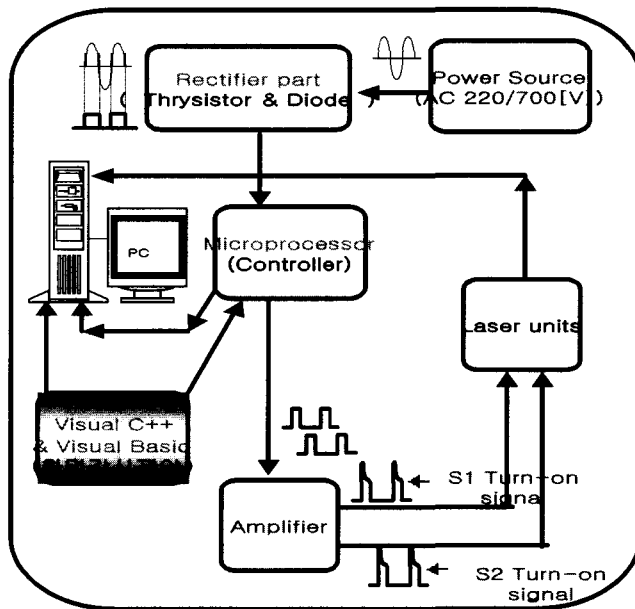 Rectifier part
( Thrysistor & Diode )
Power Source
(AC 220/700[V])
PC
Microprocessor
(Controller)
Laser units
Visual C++
& Visual Basic
S1 Turn-on
signal
Amplifier
S2 Turn-on
signal